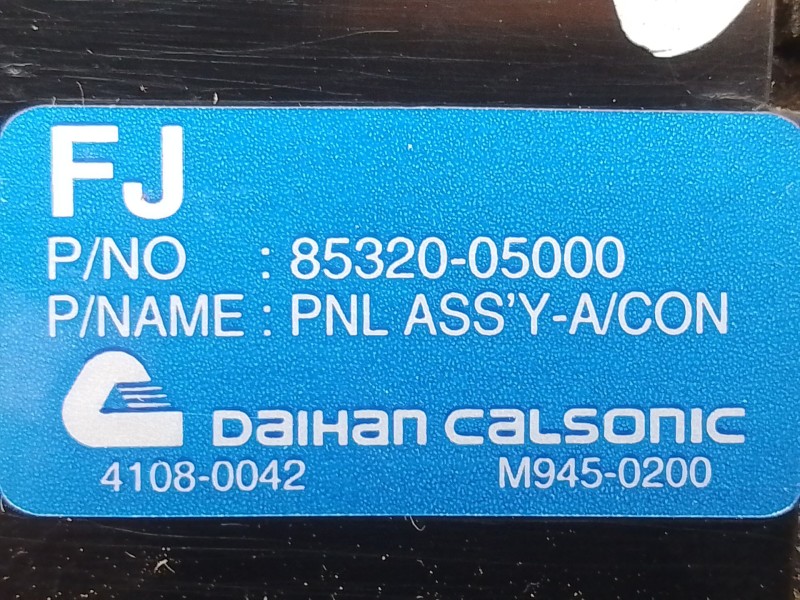 FJ
P/NO : 85320-05000
P/NAME : PNL ASS'Y-A/CON
DAIHAN CALSONIC
4108-0042 M945-0200